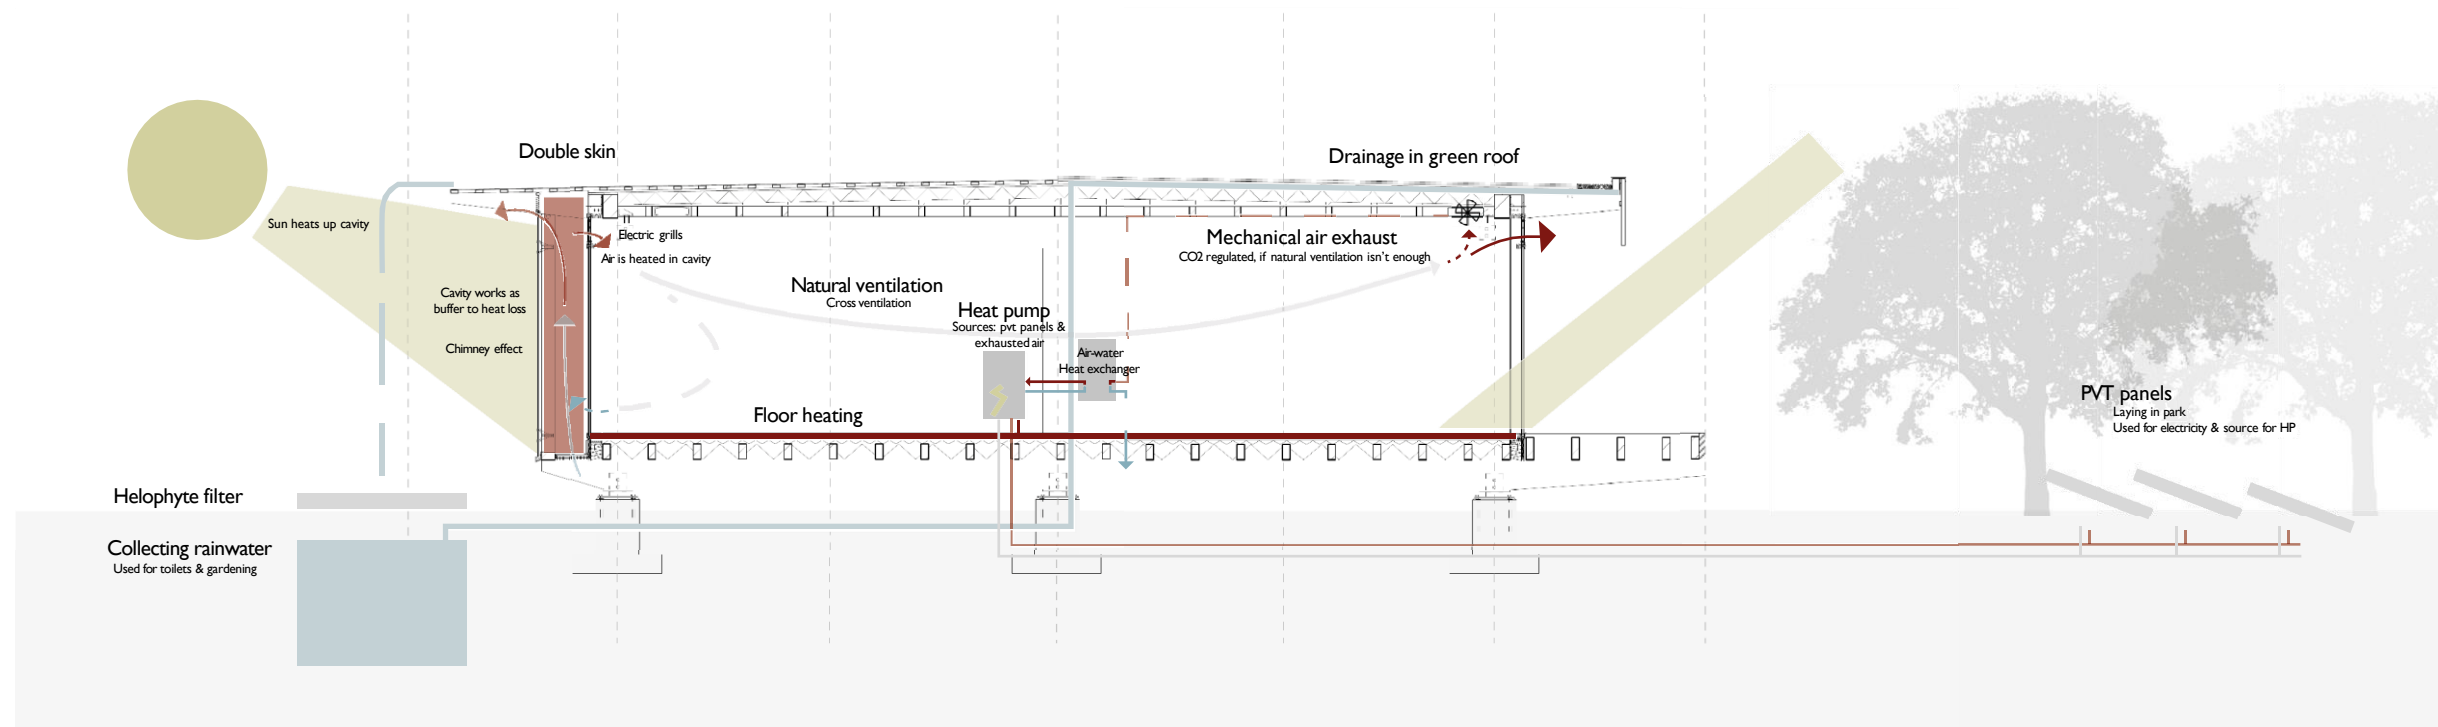 Double skin
Drainage in green roof
Sun heats up cavity
Electric grills
Air is heated in cavity
Mechanical air exhaust
CO2 regulated, if natural ventilation isn't enough
Cavity works as
buffer to heat loss
Natural ventilation
Cross ventilation
Heat pump
Sources: pvt panels &
exhausted air
Chimney effect
Air-water
Heat exchanger
Floor heating
PVT panels
Laying in park
Used for electricity & source for HP
Helophyte filter
Collecting rainwater
Used for toilets & gardening